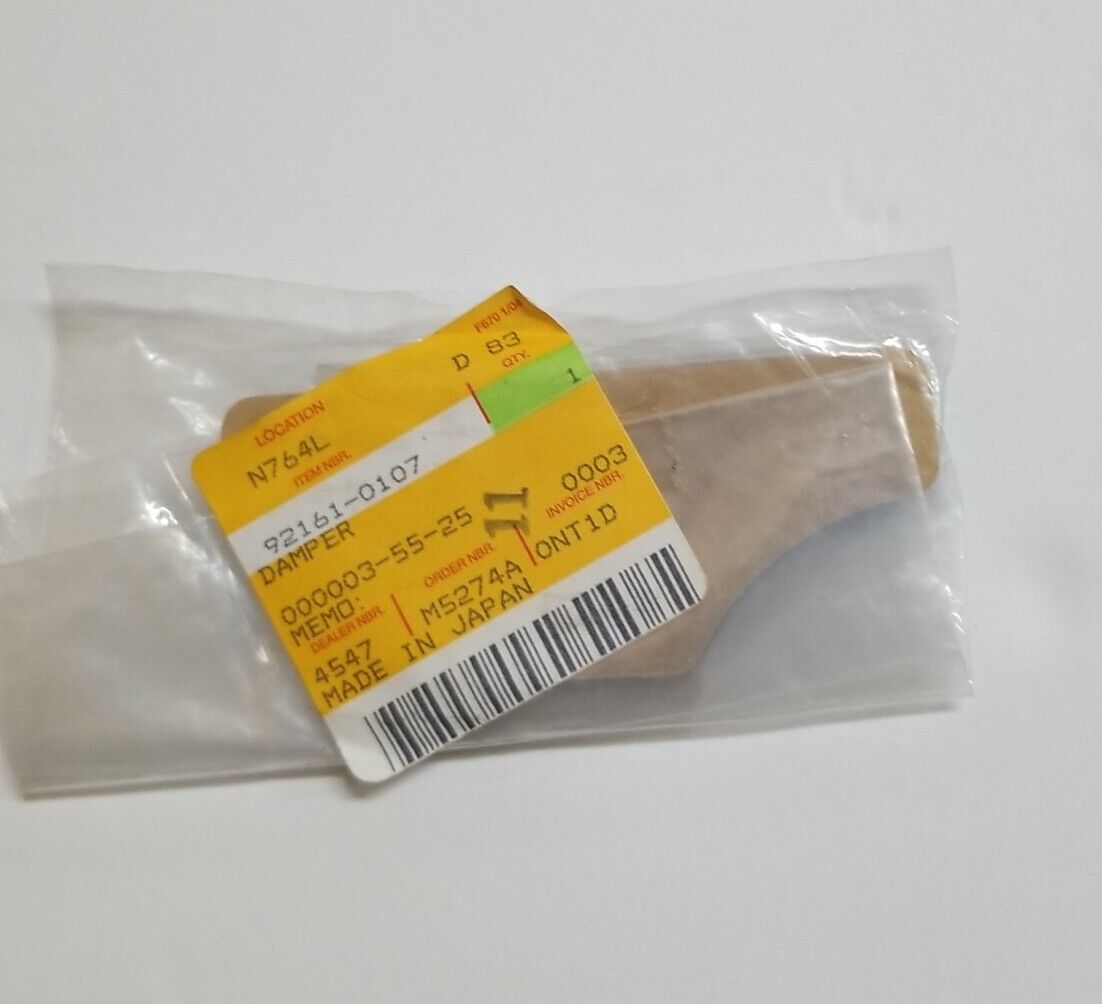 F670 1/04
D 83
LOCATION
QTY.
N764L
1
ITEM NBR.
92161-0107
DAMPER
000003-55-25 11 0003
MEMO:
ORDER NBR. INVOICE NBR.
DEALER NBR.
4547 M5274A ONT1D
MADE IN JAPAN